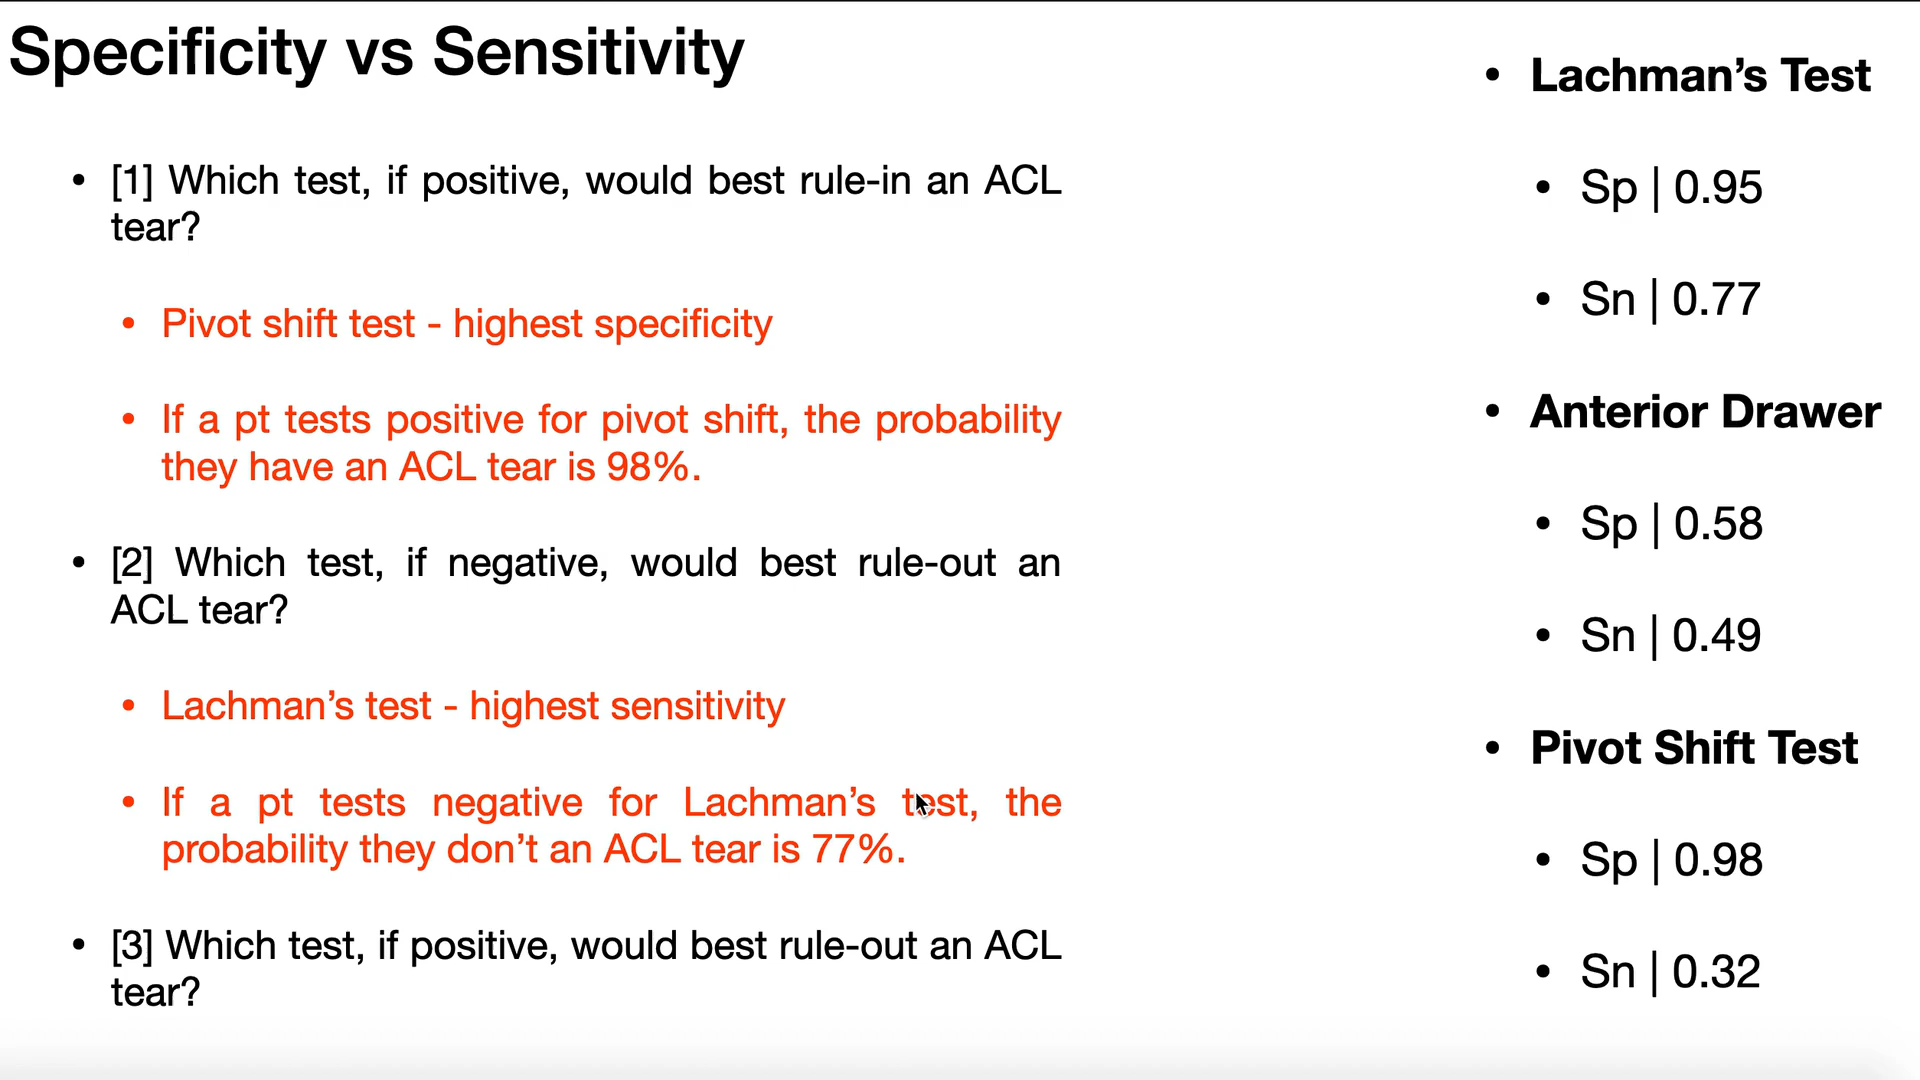 Specificity vs Sensitivity
• [1] Which test, if positive, would best rule-in an ACL
tear?
• Pivot shift test - highest specificity
• If a pt tests positive for pivot shift, the probability
they have an ACL tear is 98%.
• [2] Which test, if negative, would best rule-out an
ACL tear?
• Lachman’s test - highest sensitivity
• If a pt tests negative for Lachman’s test, the
probability they don’t an ACL tear is 77%.
• [3] Which test, if positive, would best rule-out an ACL
tear?
• Lachman’s Test
• Sp | 0.95
• Sn | 0.77
• Anterior Drawer
• Sp | 0.58
• Sn | 0.49
• Pivot Shift Test
• Sp | 0.98
• Sn | 0.32